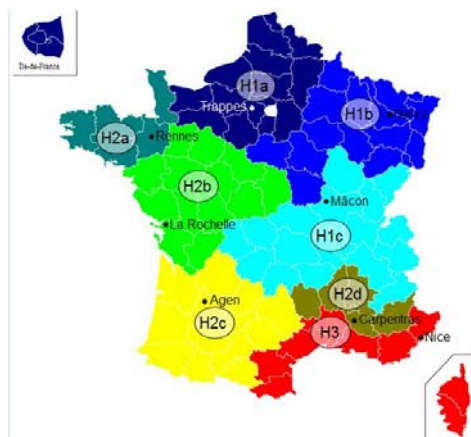 Île-de-France
H1a
Trappes
H1b
H2a
Rennes
H2b
Mâcon
La Rochelle
H1c
H2d
Agen
Carpentras
H2c
H3
Nice